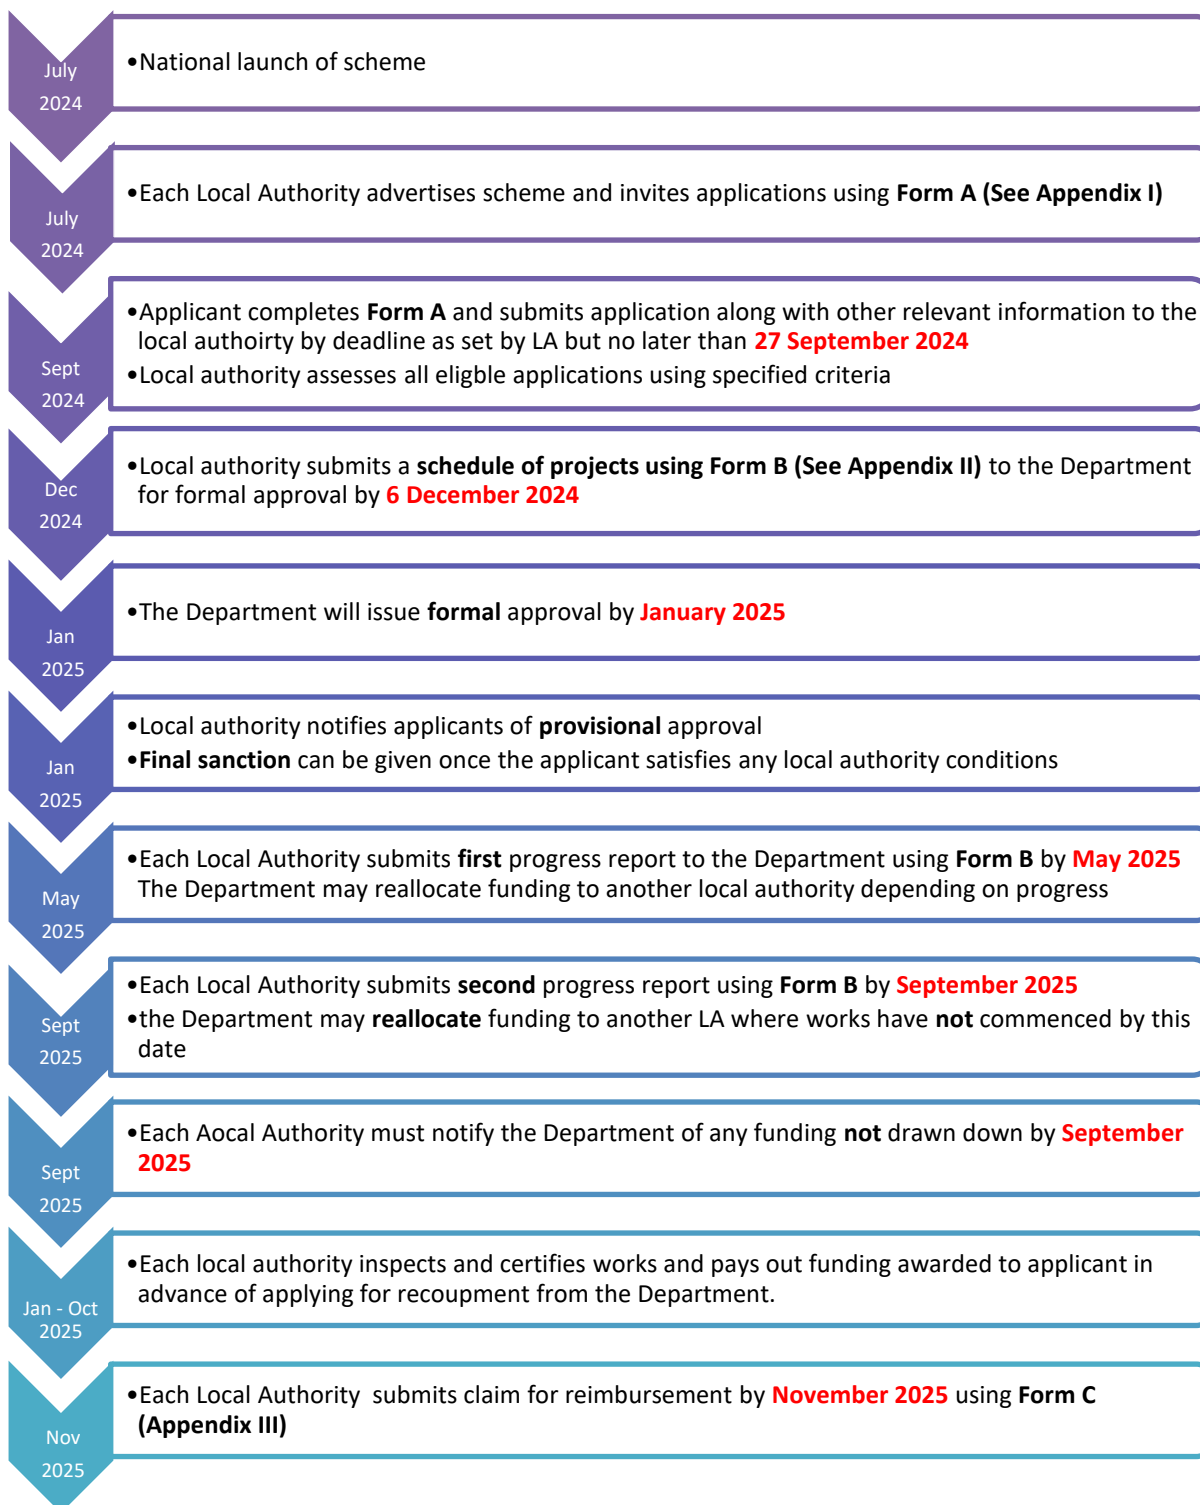 July
2024
•National launch of scheme
July
2024
•Each Local Authority advertises scheme and invites applications using Form A (See Appendix I)
Sept
2024
•Applicant completes Form A and submits application along with other relevant information to the
local authoirty by deadline as set by LA but no later than 27 September 2024
•Local authority assesses all eligble applications using specified criteria
Dec
2024
•Local authority submits a schedule of projects using Form B (See Appendix II) to the Department
for formal approval by 6 December 2024
Jan
2025
•The Department will issue formal approval by January 2025
Jan
2025
•Local authority notifies applicants of provisional approval
•Final sanction can be given once the applicant satisfies any local authority conditions
May
2025
•Each Local Authority submits first progress report to the Department using Form B by May 2025
The Department may reallocate funding to another local authority depending on progress
Sept
2025
•Each Local Authority submits second progress report using Form B by September 2025
•the Department may reallocate funding to another LA where works have not commenced by this
date
Sept
2025
•Each Aocal Authority must notify the Department of any funding not drawn down by September
2025
Jan - Oct
2025
•Each local authority inspects and certifies works and pays out funding awarded to applicant in
advance of applying for recoupment from the Department.
Nov
2025
•Each Local Authority  submits claim for reimbursement by November 2025 using Form C
(Appendix III)